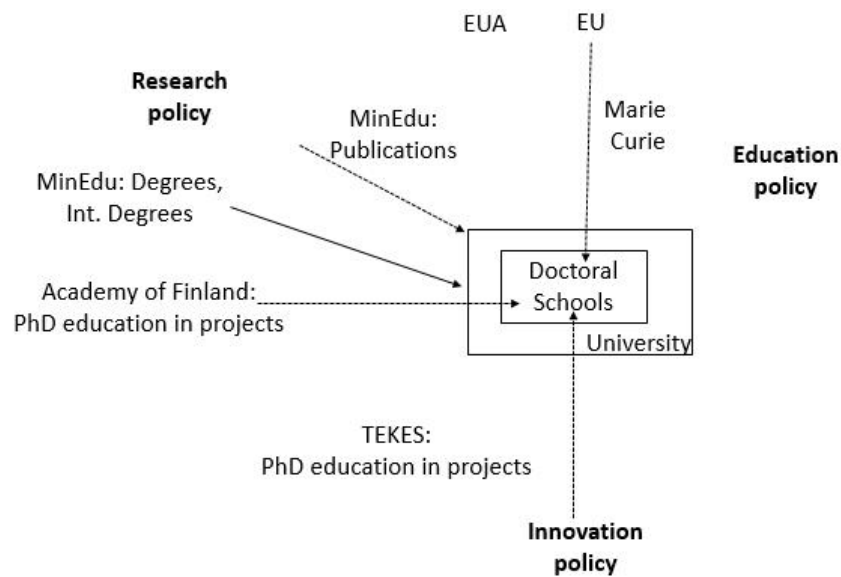 EUA
EU
Research
policy
MinEdu:
Publications
Marie
Curie
Education
policy
MinEdu: Degrees,
Int. Degrees
Academy of Finland:
PhD education in projects
Doctoral
Schools
University
TEKES:
PhD education in projects
Innovation
policy